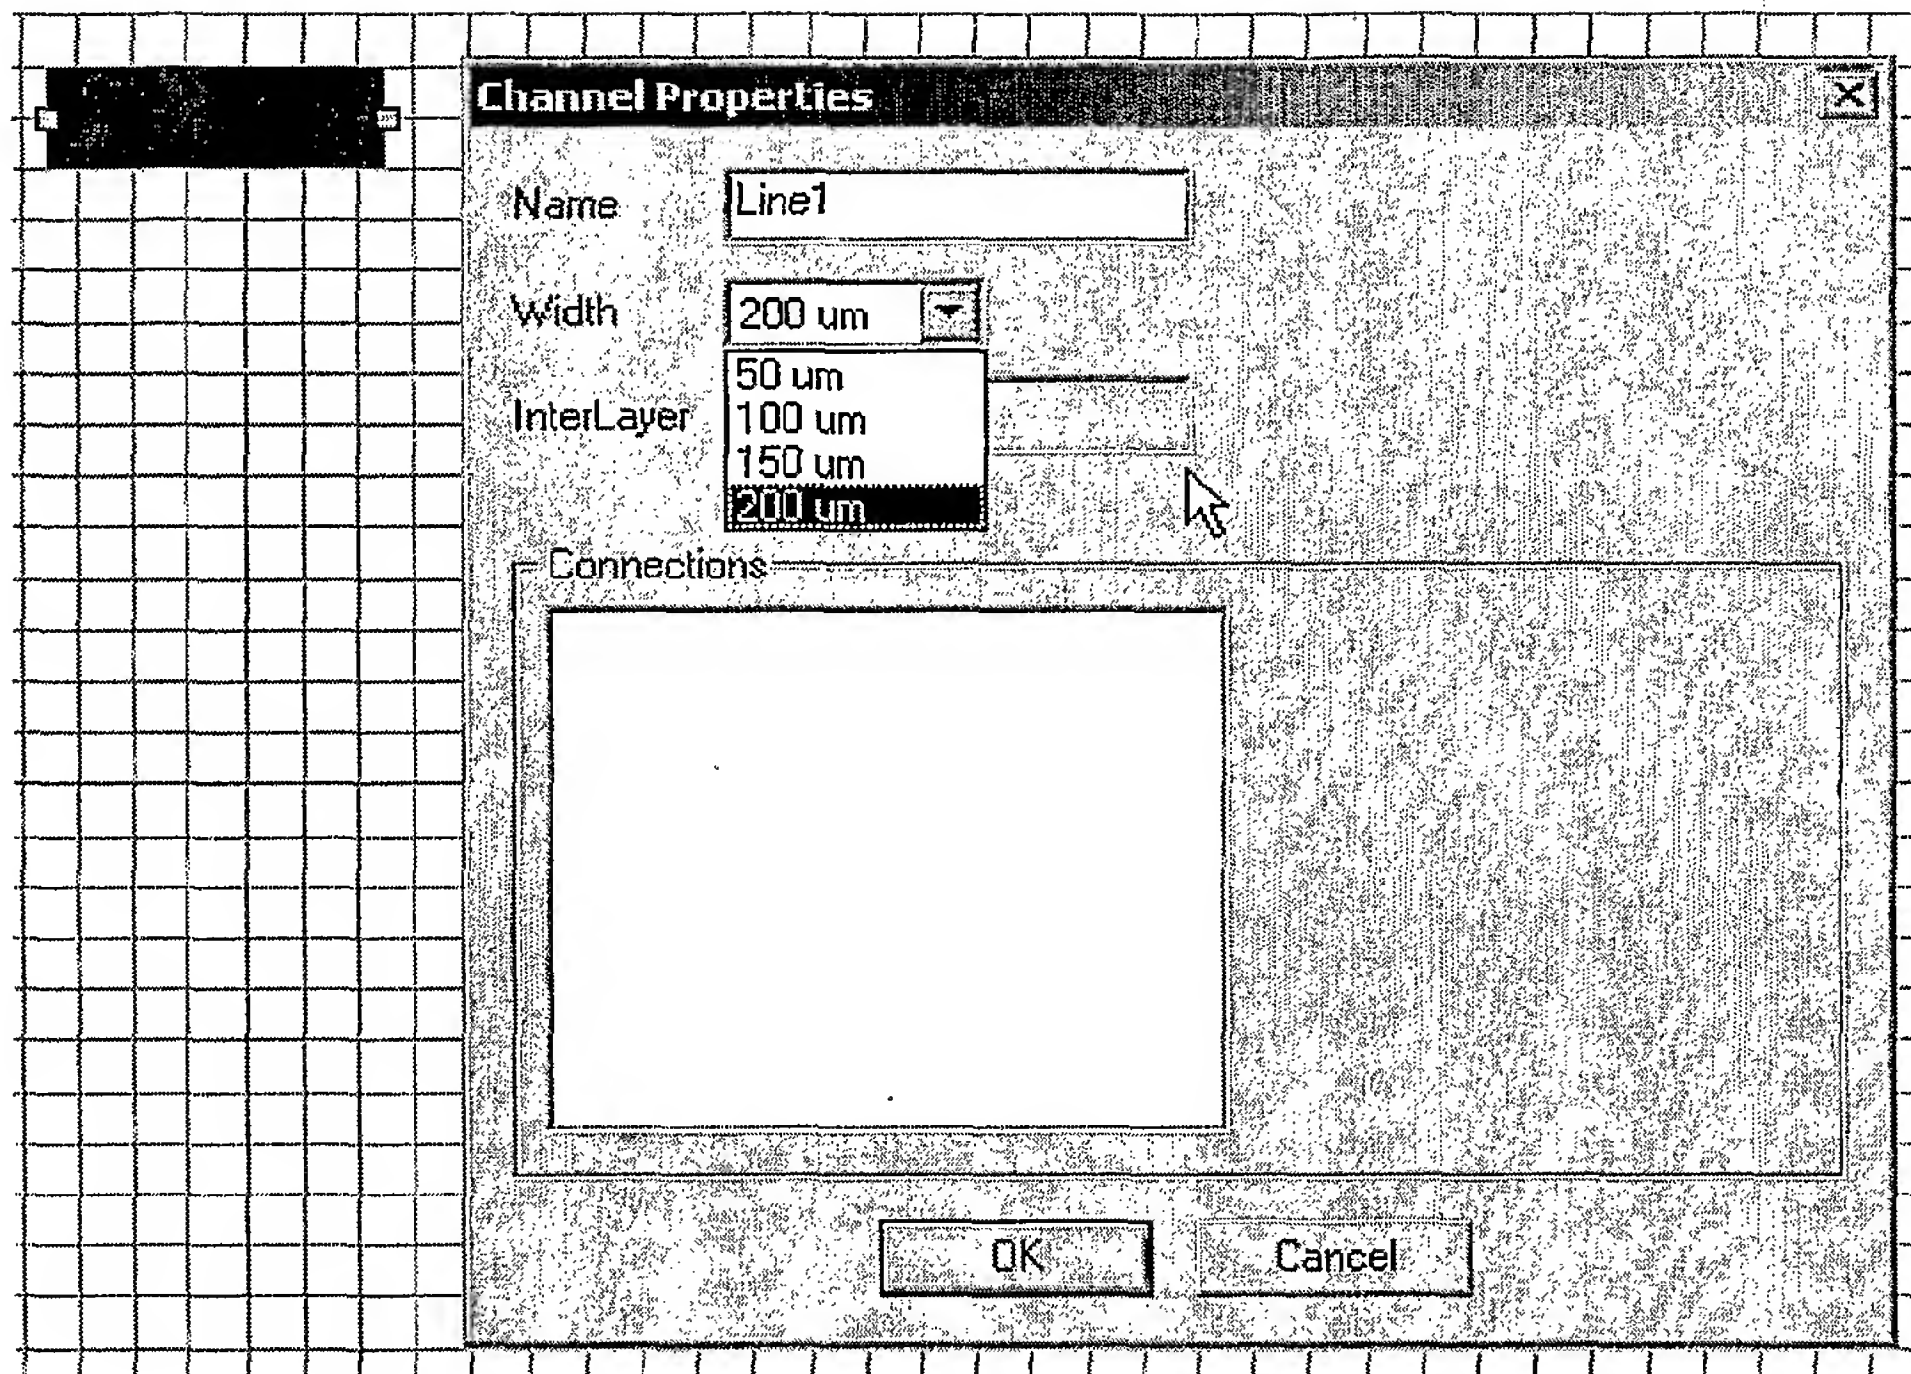 Channel Properties
Name Line1
Width 200 um
50 um
InterLayer 100 um
150 um
200 um
Connections
OK Cancel